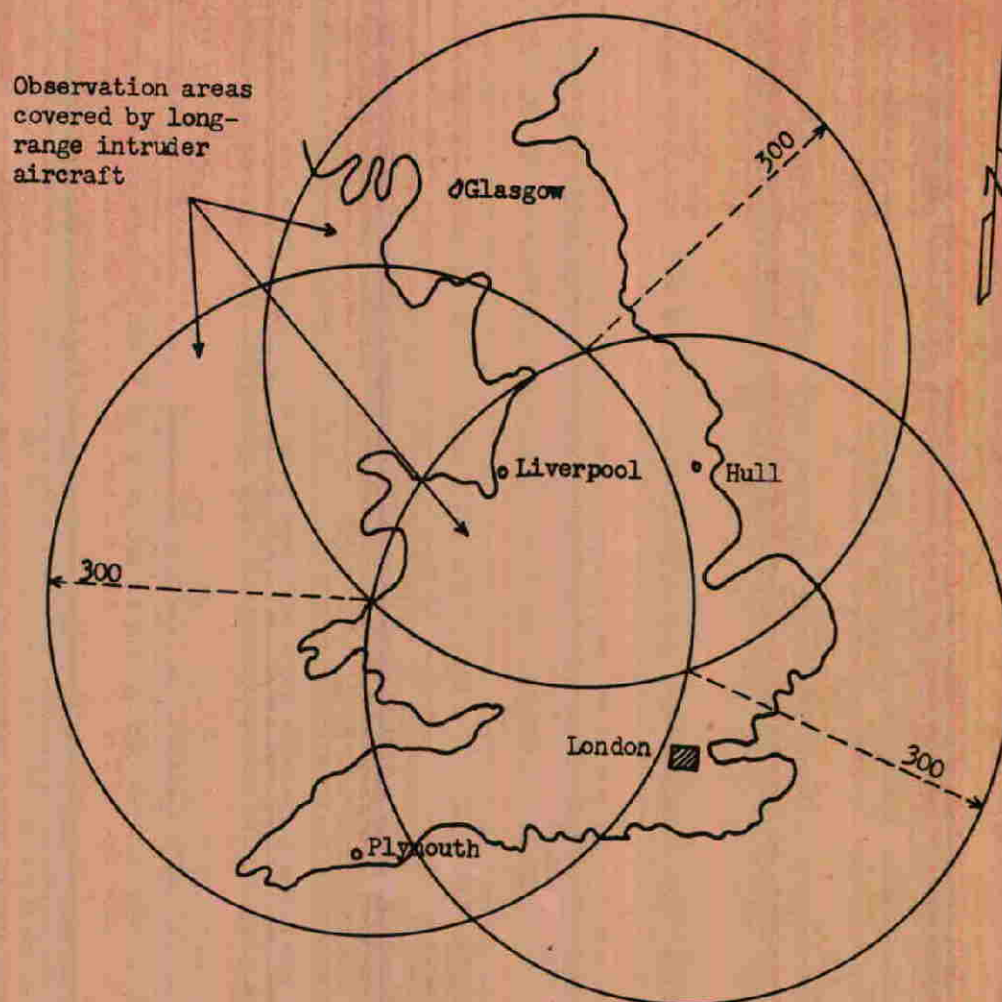 Observation areas
covered by long-
range intruder
aircraft
300
Glasgow
Liverpool
Hull
300
London
300
Plymouth